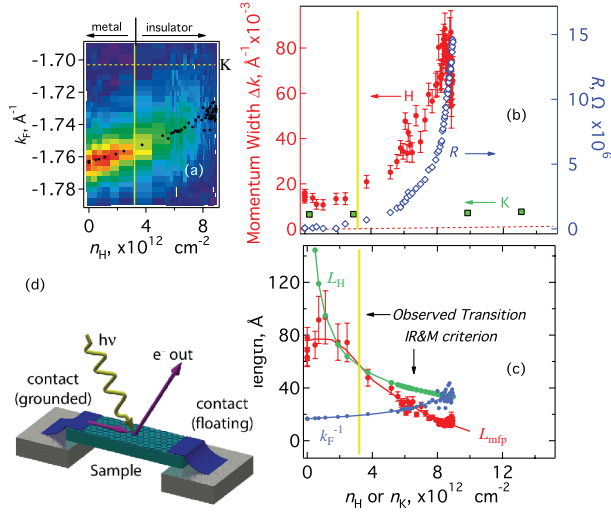 (a)
metal insulator
-1.70
-1.72
-1.74
-1.76
-1.78
K
k_F, Å^-1
(a)
0 2 4 6 8
n_H, x10^12 cm^-2
Momentum Width Δk, Å^-1 x10^-3
80
60
40
20
0
H
(b)
R
K
15
10
5
0
R, Ω x10^6
length, Å
120
80
40
0
L_H
Observed Transition
IR&M criterion
(c)
k_F^-1
L_mfp
0 4 8 12
n_H or n_K, x10^12 cm^-2
(d)
hν
e^- out
contact
(grounded)
contact
(floating)
Sample